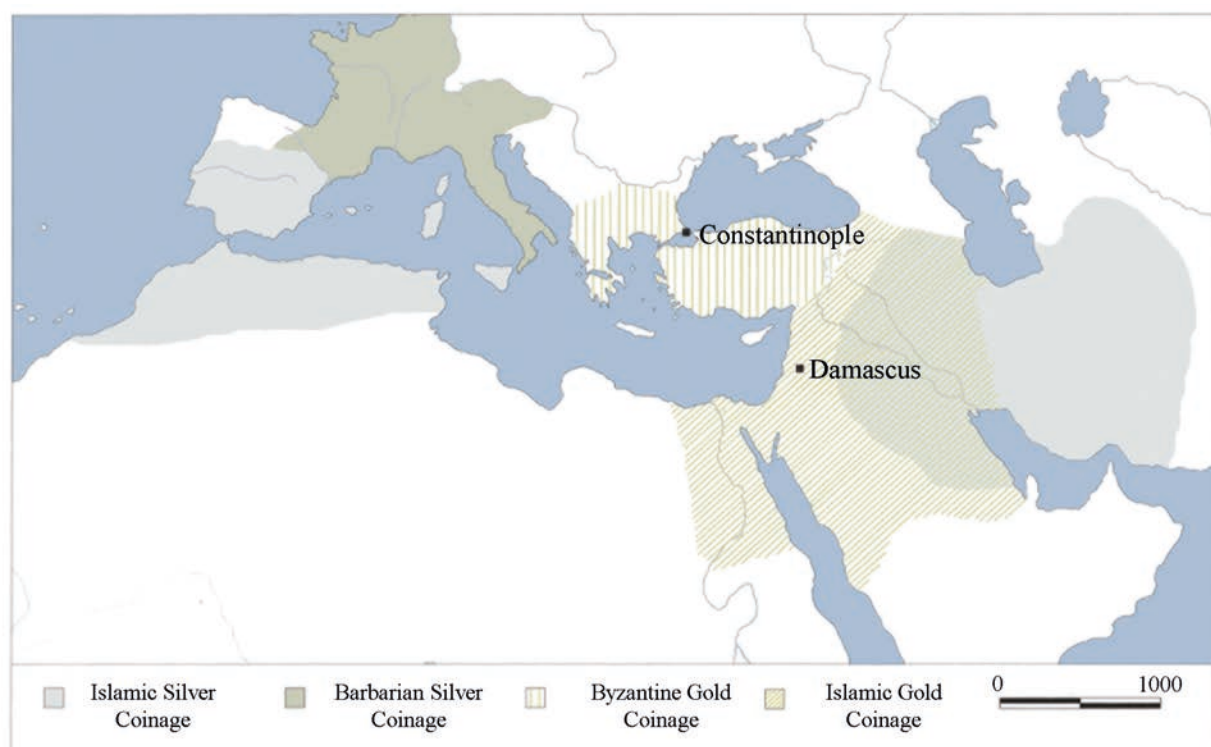 Constantinople
Damascus
Islamic Silver
Coinage
Barbarian Silver
Coinage
Byzantine Gold
Coinage
Islamic Gold
Coinage
0 1000